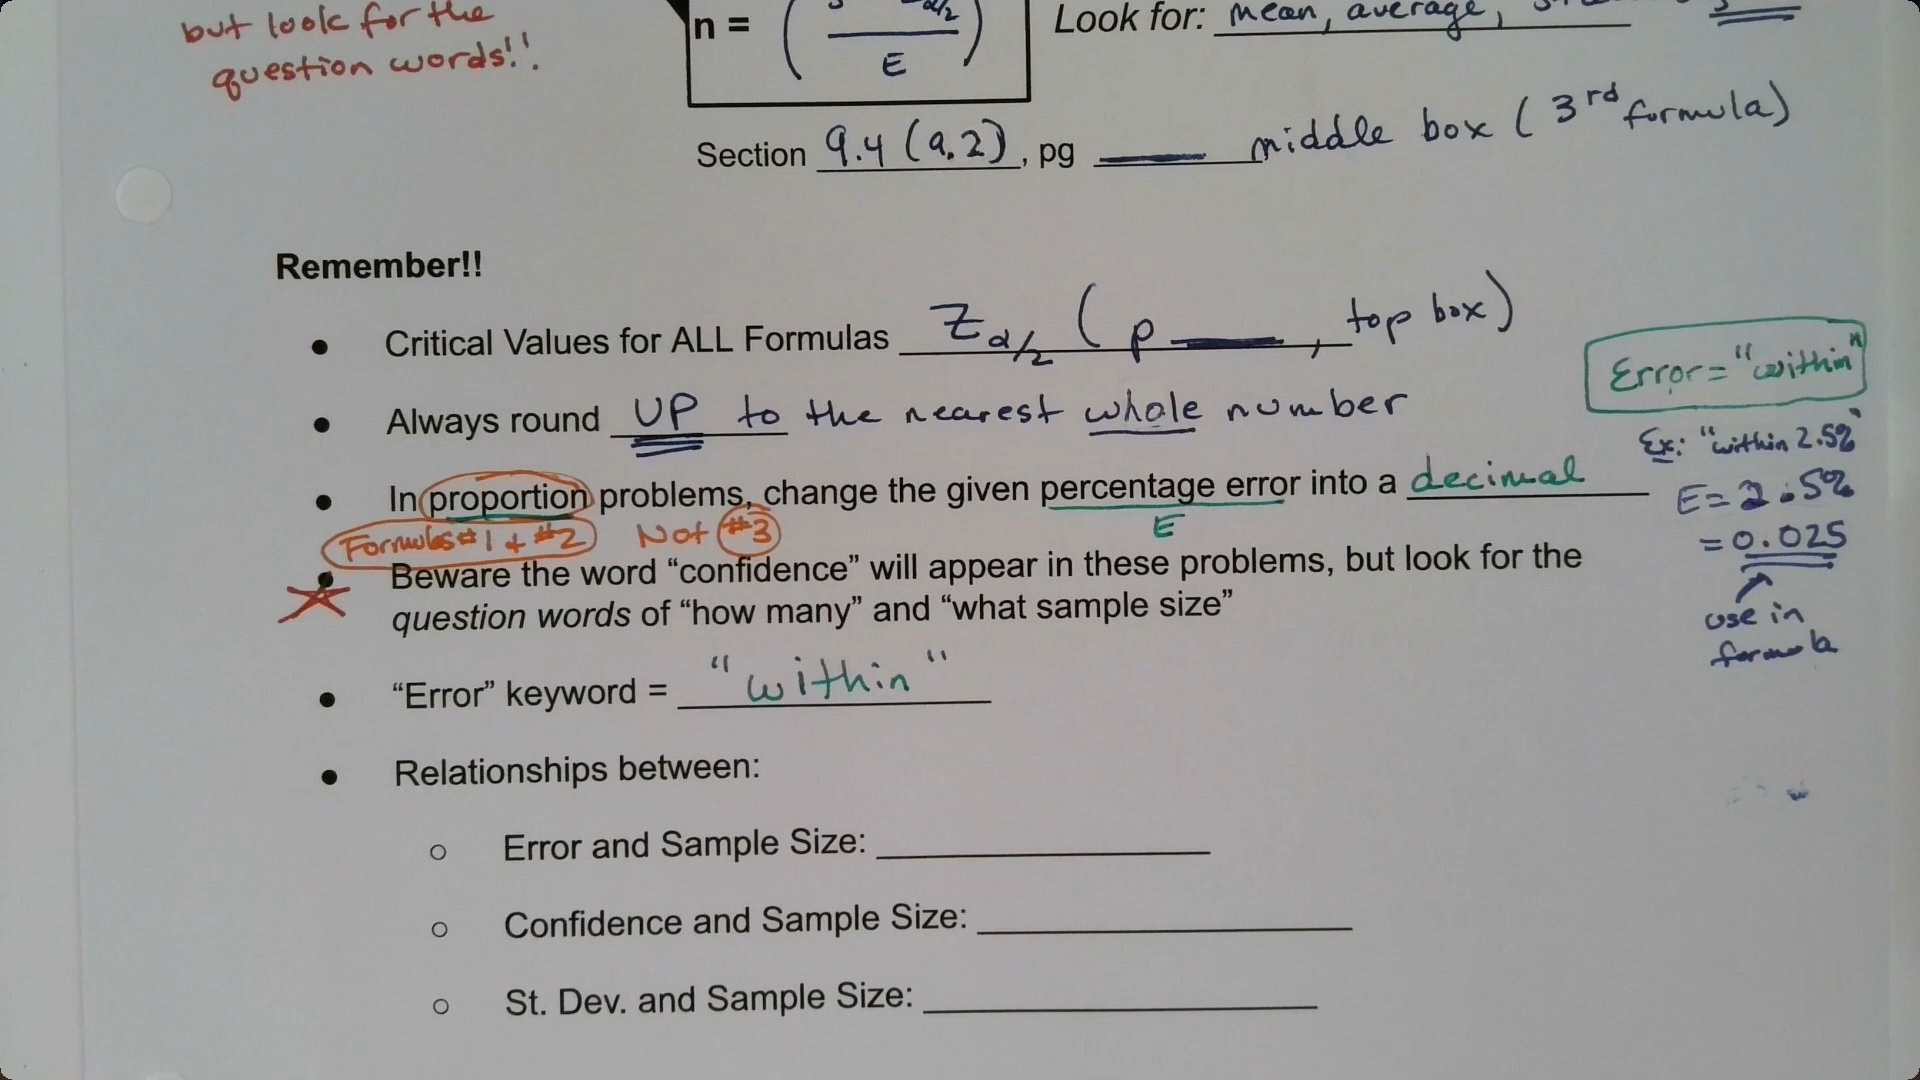 but look for the
question words!!
n =
E
Look for: mean, average,
Section 9.4 (9.2), pg middle box (3rd formula)
Remember!!
Critical Values for ALL Formulas Zα/2 (p , top box)
Always round UP to the nearest whole number
In proportion problems, change the given percentage error into a decimal
Formulas #1 + #2 Not #3
E
Beware the word “confidence” will appear in these problems, but look for the
question words of “how many” and “what sample size”
“Error” keyword = "within"
Relationships between:
Error and Sample Size:
Confidence and Sample Size:
St. Dev. and Sample Size:
Error = "within"
Ex: "within 2.5%"
E = 2.5%
= 0.025
use in
formula